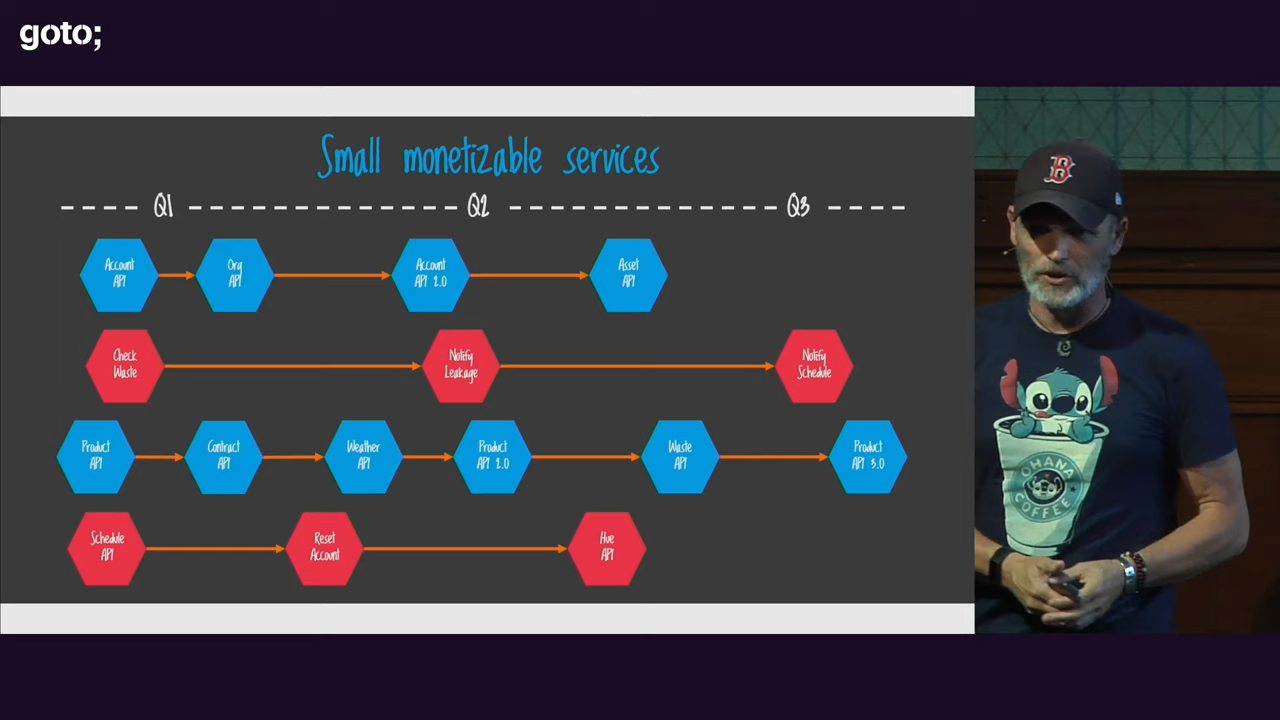 goto;
Small monetizable services
Q1 Q2 Q3
Account
API
Org
API
Account
API 2.0
Asset
API
Check
Waste
Notify
Leakage
Notify
Schedule
Product
API
Contract
API
Weather
API
Product
API 2.0
Waste
API
Product
API 3.0
Schedule
API
Reset
Account
Hue
API
B
OHANA
COFFEE